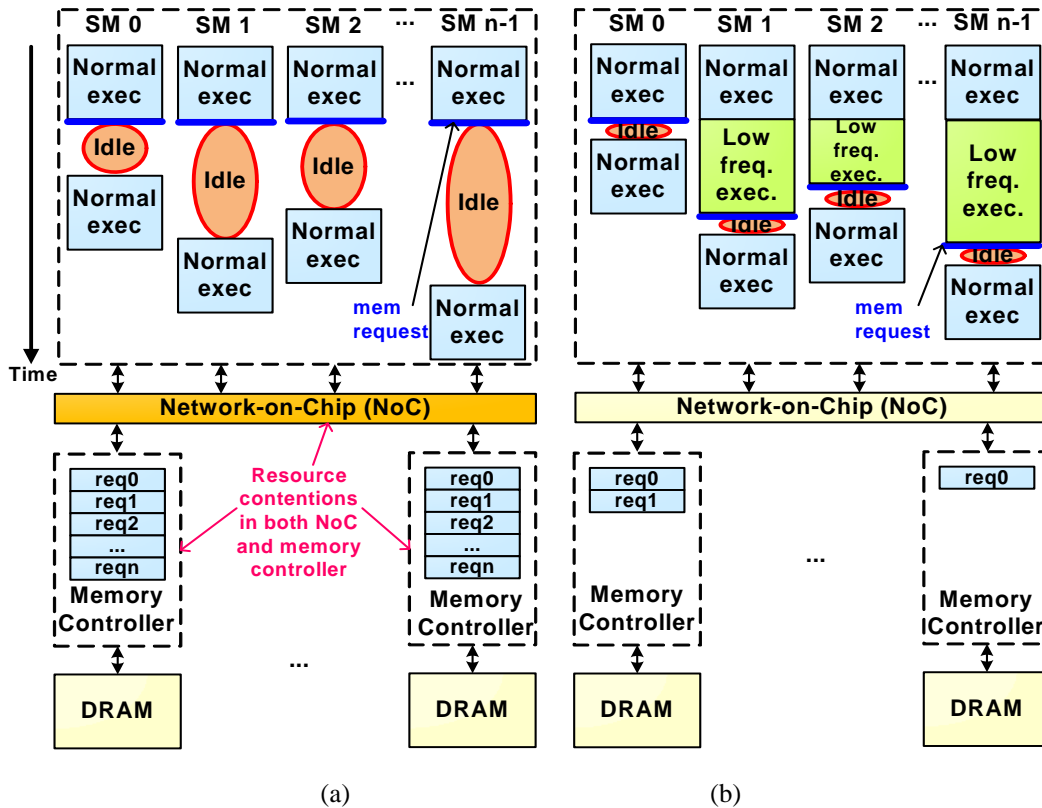 SM 0
SM 1
SM 2
...
SM n-1
Normal
exec
Normal
exec
Normal
exec
...
Normal
exec
Idle
Idle
Idle
Idle
Normal
exec
Normal
exec
Normal
exec
Normal
exec
mem
request
Time
Network-on-Chip (NoC)
req0
req1
req2
...
reqn
Memory
Controller
Resource
contentions
in both NoC
and memory
controller
req0
req1
req2
...
reqn
Memory
Controller
...
DRAM
DRAM
(a)
SM 0
SM 1
SM 2
...
SM n-1
Normal
exec
Normal
exec
Normal
exec
...
Normal
exec
Idle
Low
freq.
exec.
Low
freq.
exec.
Low
freq.
exec.
Idle
Idle
Idle
Normal
exec
Normal
exec
Normal
exec
Normal
exec
mem
request
Network-on-Chip (NoC)
req0
req1
Memory
Controller
...
req0
Memory
Controller
DRAM
...
DRAM
(b)